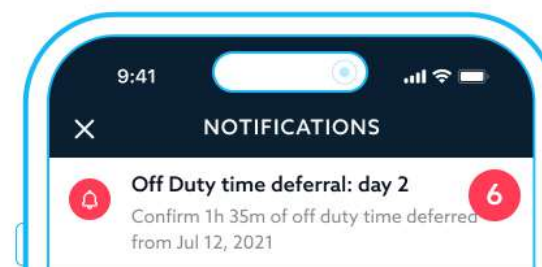 9:41
NOTIFICATIONS
Off Duty time deferral: day 2
6
Confirm 1h 35m of off duty time deferred
from Jul 12, 2021